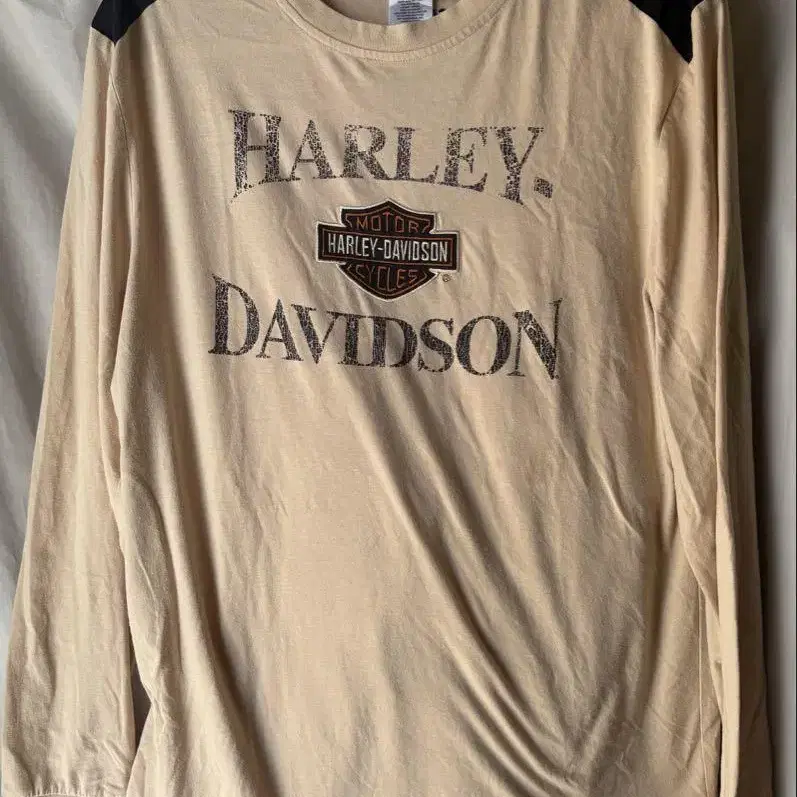 HARLEY-
MOTOR
HARLEY-DAVIDSON
CYCLES
®
DAVIDSON